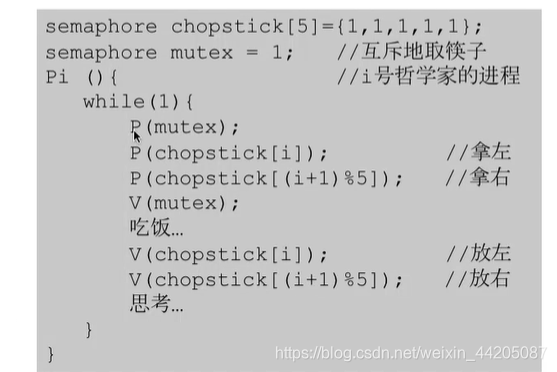 semaphore chopstick[5]={1,1,1,1,1};
semaphore mutex = 1; //互斥地取筷子
Pi (){ //i号哲学家的进程
while(1){
P(mutex);
P(chopstick[i]); //拿左
P(chopstick[(i+1)%5]); //拿右
V(mutex);
吃饭…
V(chopstick[i]); //放左
V(chopstick[(i+1)%5]); //放右
思考…
}
}
https://blog.csdn.net/weixin_44205087